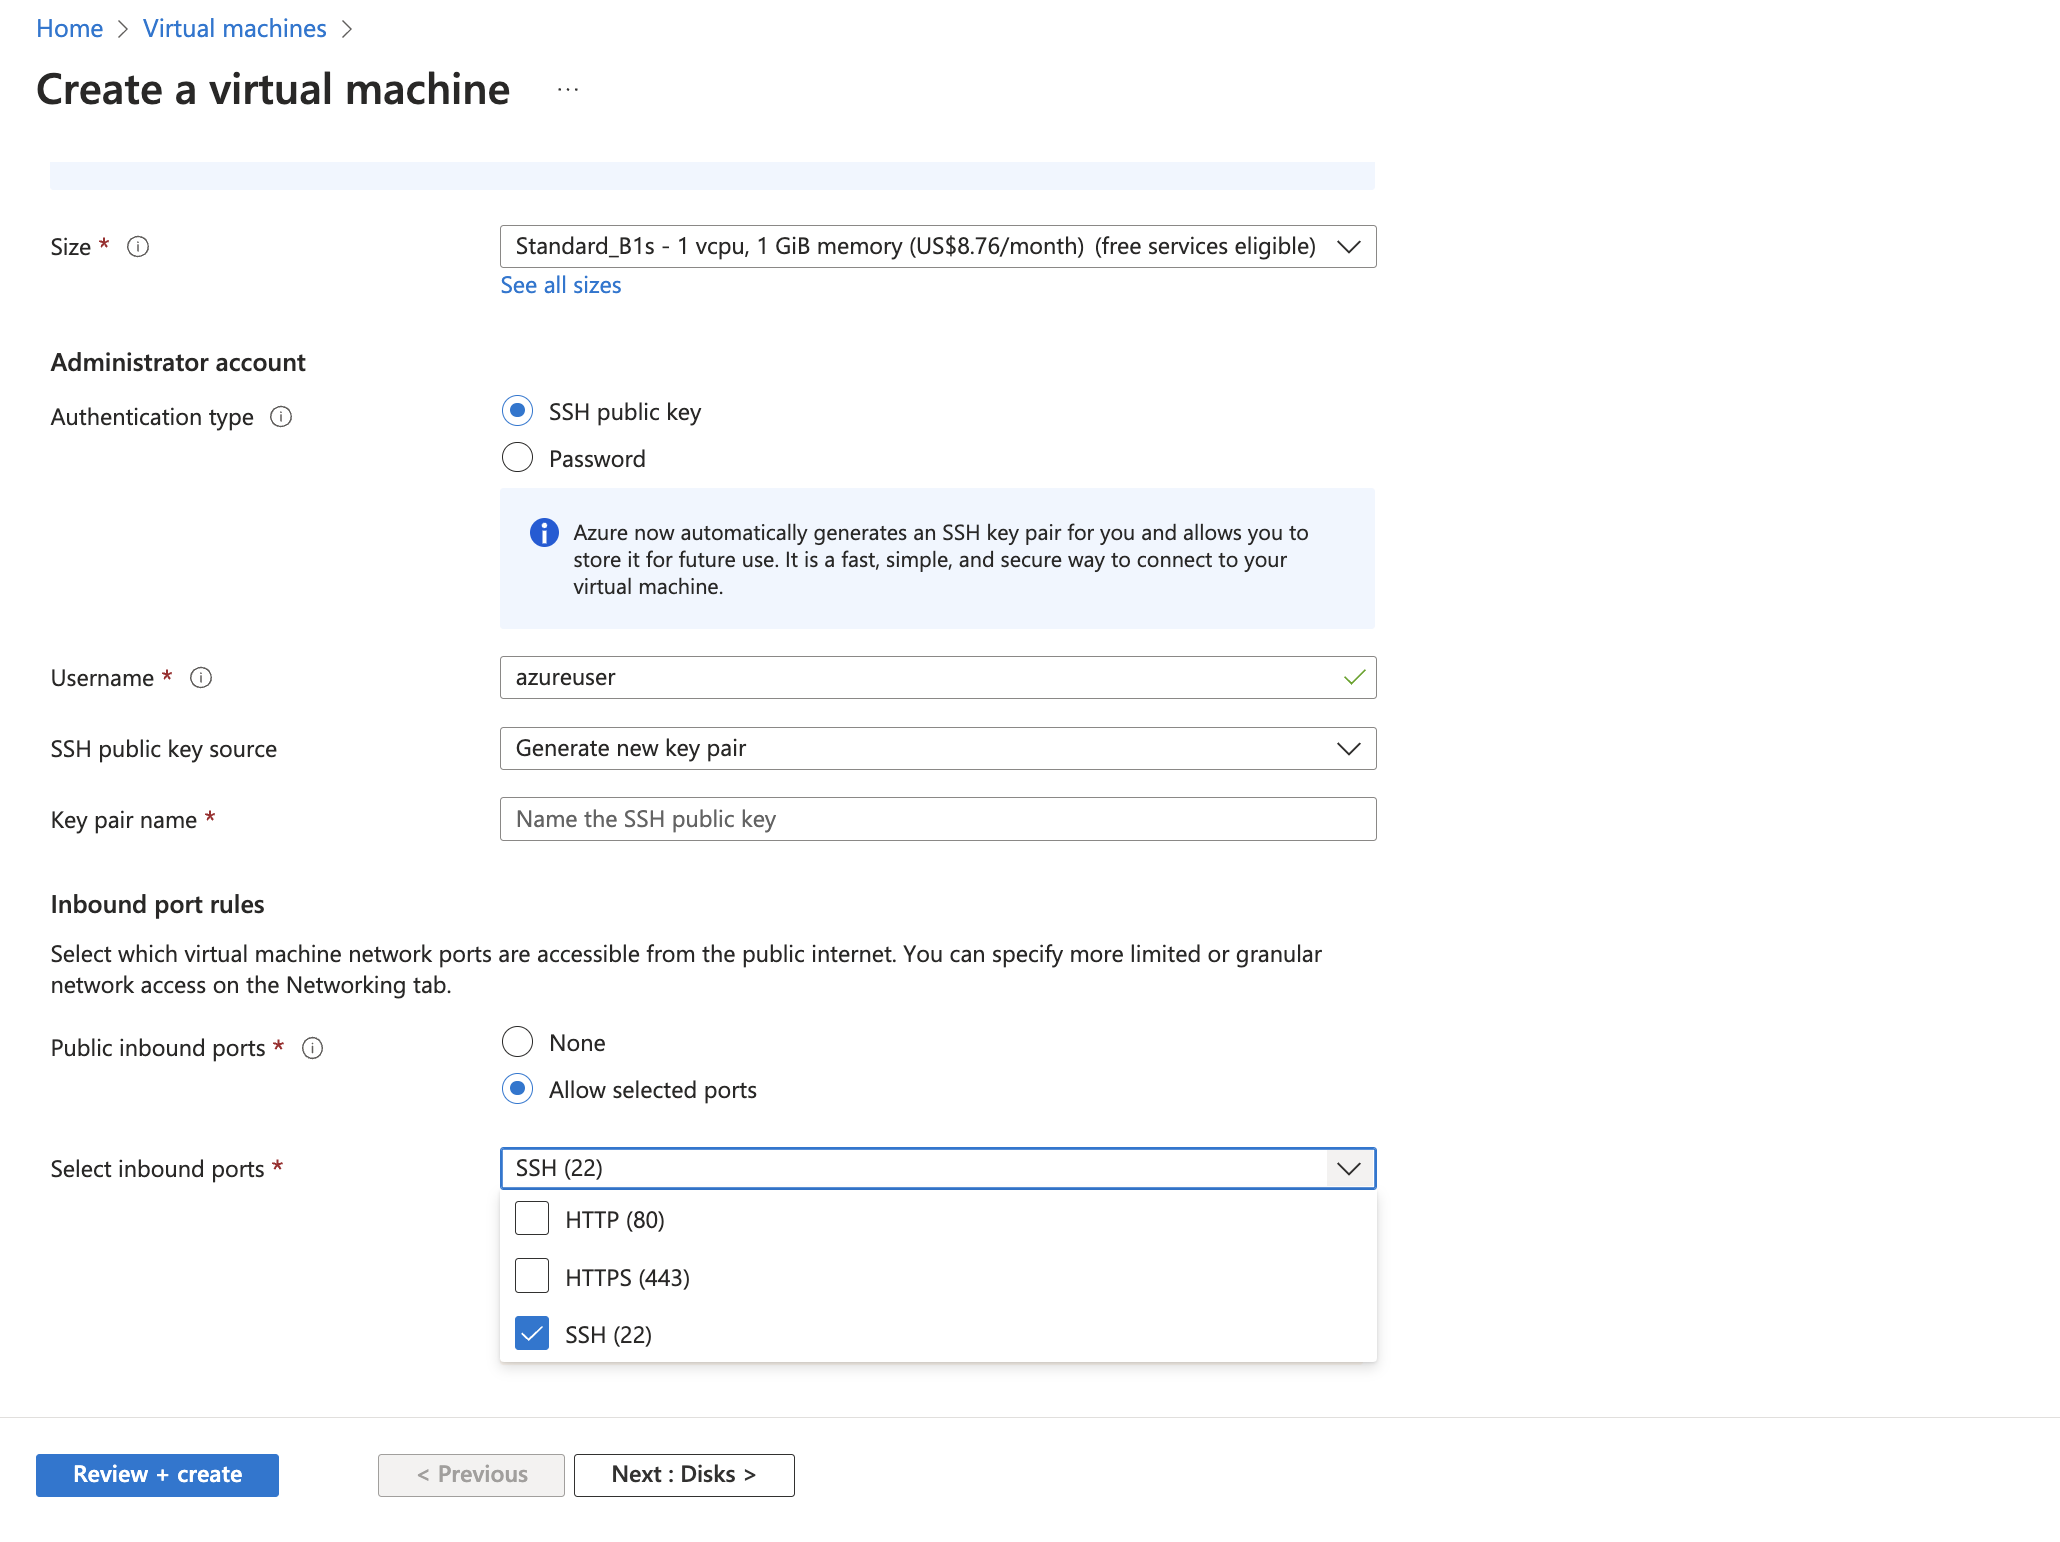 Home > Virtual machines >
Create a virtual machine ...
Size *
Standard_B1s - 1 vcpu, 1 GiB memory (US$8.76/month) (free services eligible)
See all sizes
Administrator account
Authentication type
SSH public key
Password
Azure now automatically generates an SSH key pair for you and allows you to
store it for future use. It is a fast, simple, and secure way to connect to your
virtual machine.
Username *
azureuser
SSH public key source
Generate new key pair
Key pair name *
Name the SSH public key
Inbound port rules
Select which virtual machine network ports are accessible from the public internet. You can specify more limited or granular
network access on the Networking tab.
Public inbound ports *
None
Allow selected ports
Select inbound ports *
SSH (22)
HTTP (80)
HTTPS (443)
SSH (22)
Review + create
< Previous
Next : Disks >